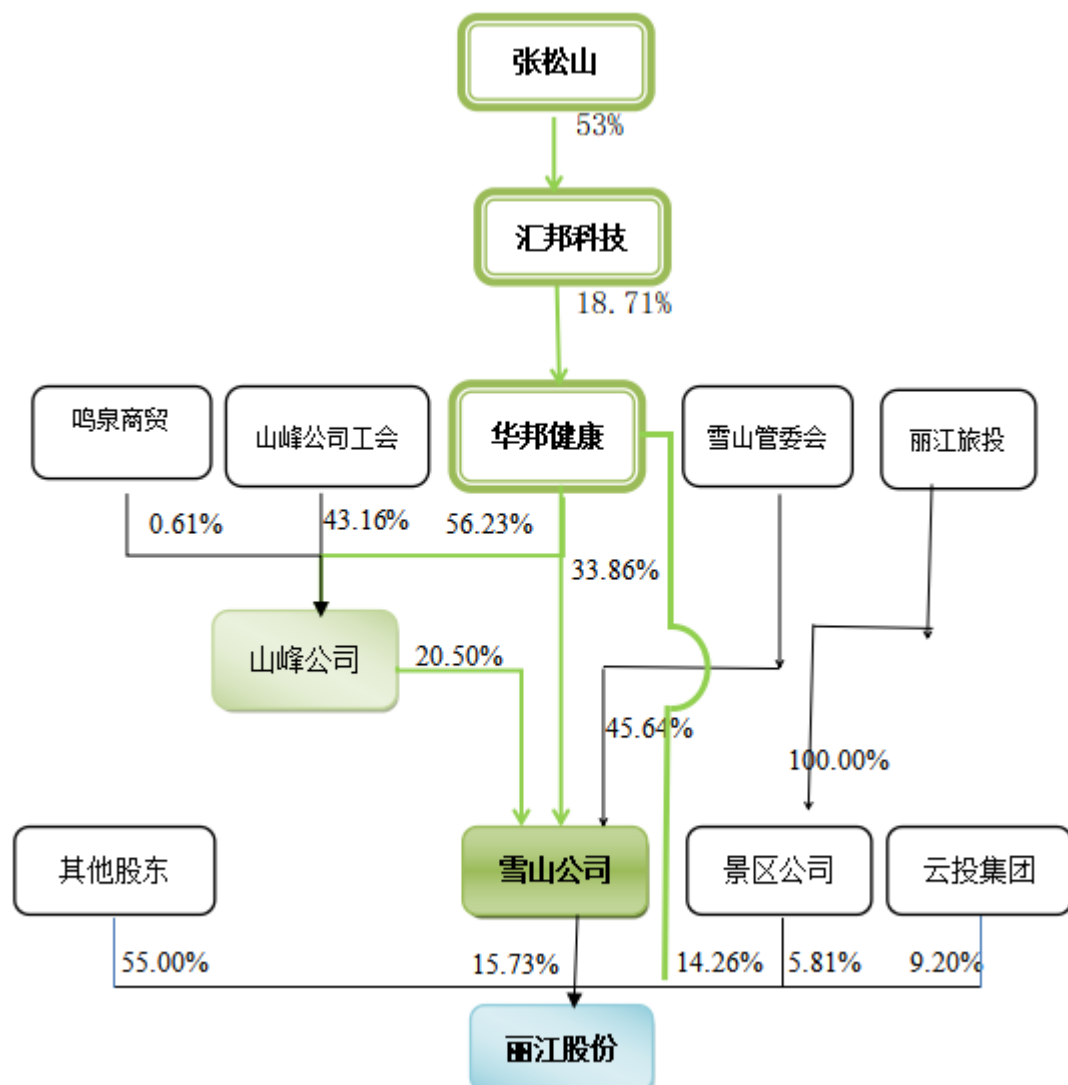 张松山
53%
汇邦科技
18.71%
鸣泉商贸
山峰公司工会
华邦健康
雪山管委会
丽江旅投
0.61%
43.16%
56.23%
33.86%
山峰公司
20.50%
45.64%
100.00%
其他股东
雪山公司
景区公司
云投集团
55.00%
15.73%
14.26%
5.81%
9.20%
丽江股份